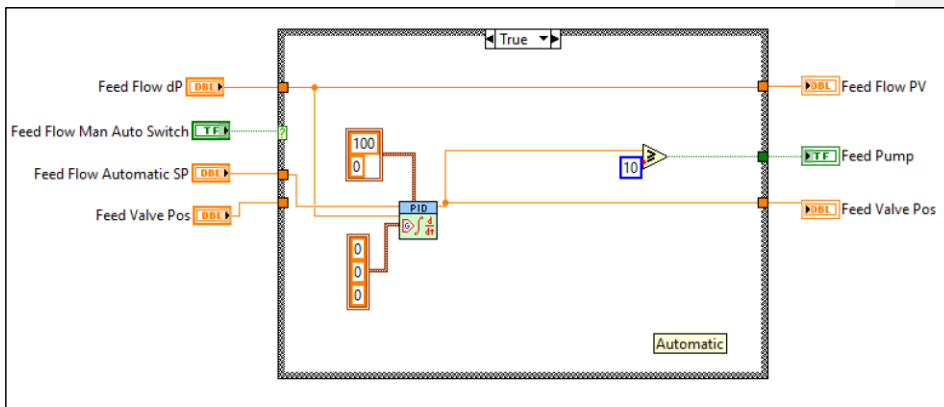 True
Feed Flow dP
DBL
DBL
Feed Flow PV
Feed Flow Man Auto Switch
TF
?
100
0
10
TF
Feed Pump
Feed Flow Automatic SP
DBL
Feed Valve Pos
DBL
PID
d
dt
DBL
Feed Valve Pos
0
0
0
Automatic